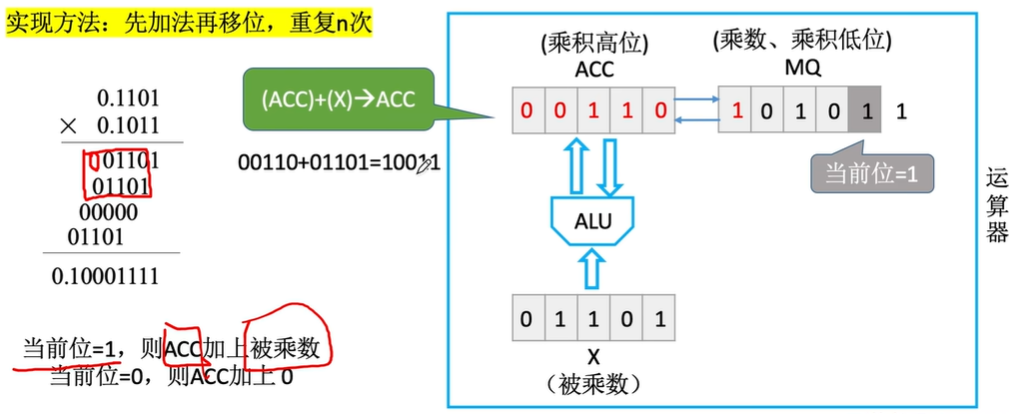 实现方法：先加法再移位，重复n次
0.1101
× 0.1011
001101
01101
00000
01101
0.10001111
当前位=1，则ACC加上被乘数
当前位=0，则ACC加上 0
(ACC)+(X)→ACC
00110+01101=10011
(乘积高位)
ACC
0 0 1 1 0
(乘数、乘积低位)
MQ
1 0 1 0 1 1
当前位=1
ALU
0 1 1 0 1
X
（被乘数）
运算器